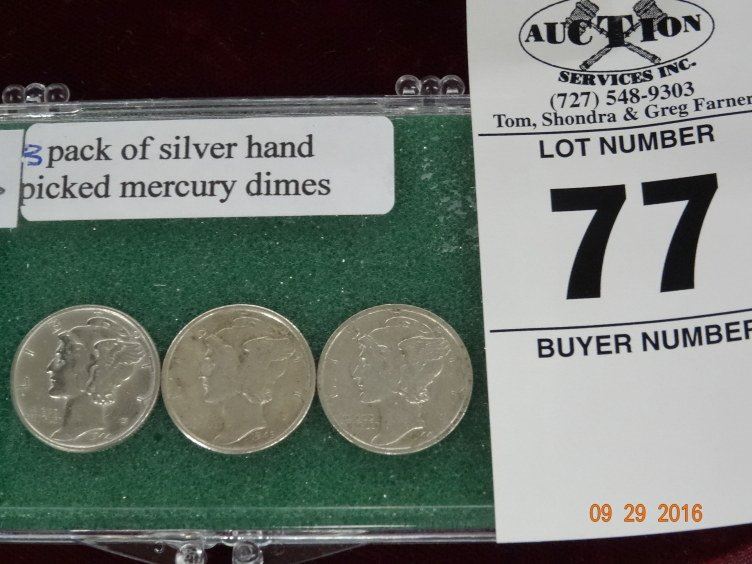 3 pack of silver hand
picked mercury dimes
AUCTION
SERVICES INC.
(727) 548-9303
Tom, Shondra & Greg Farner
LOT NUMBER
77
BUYER NUMBER
09 29 2016